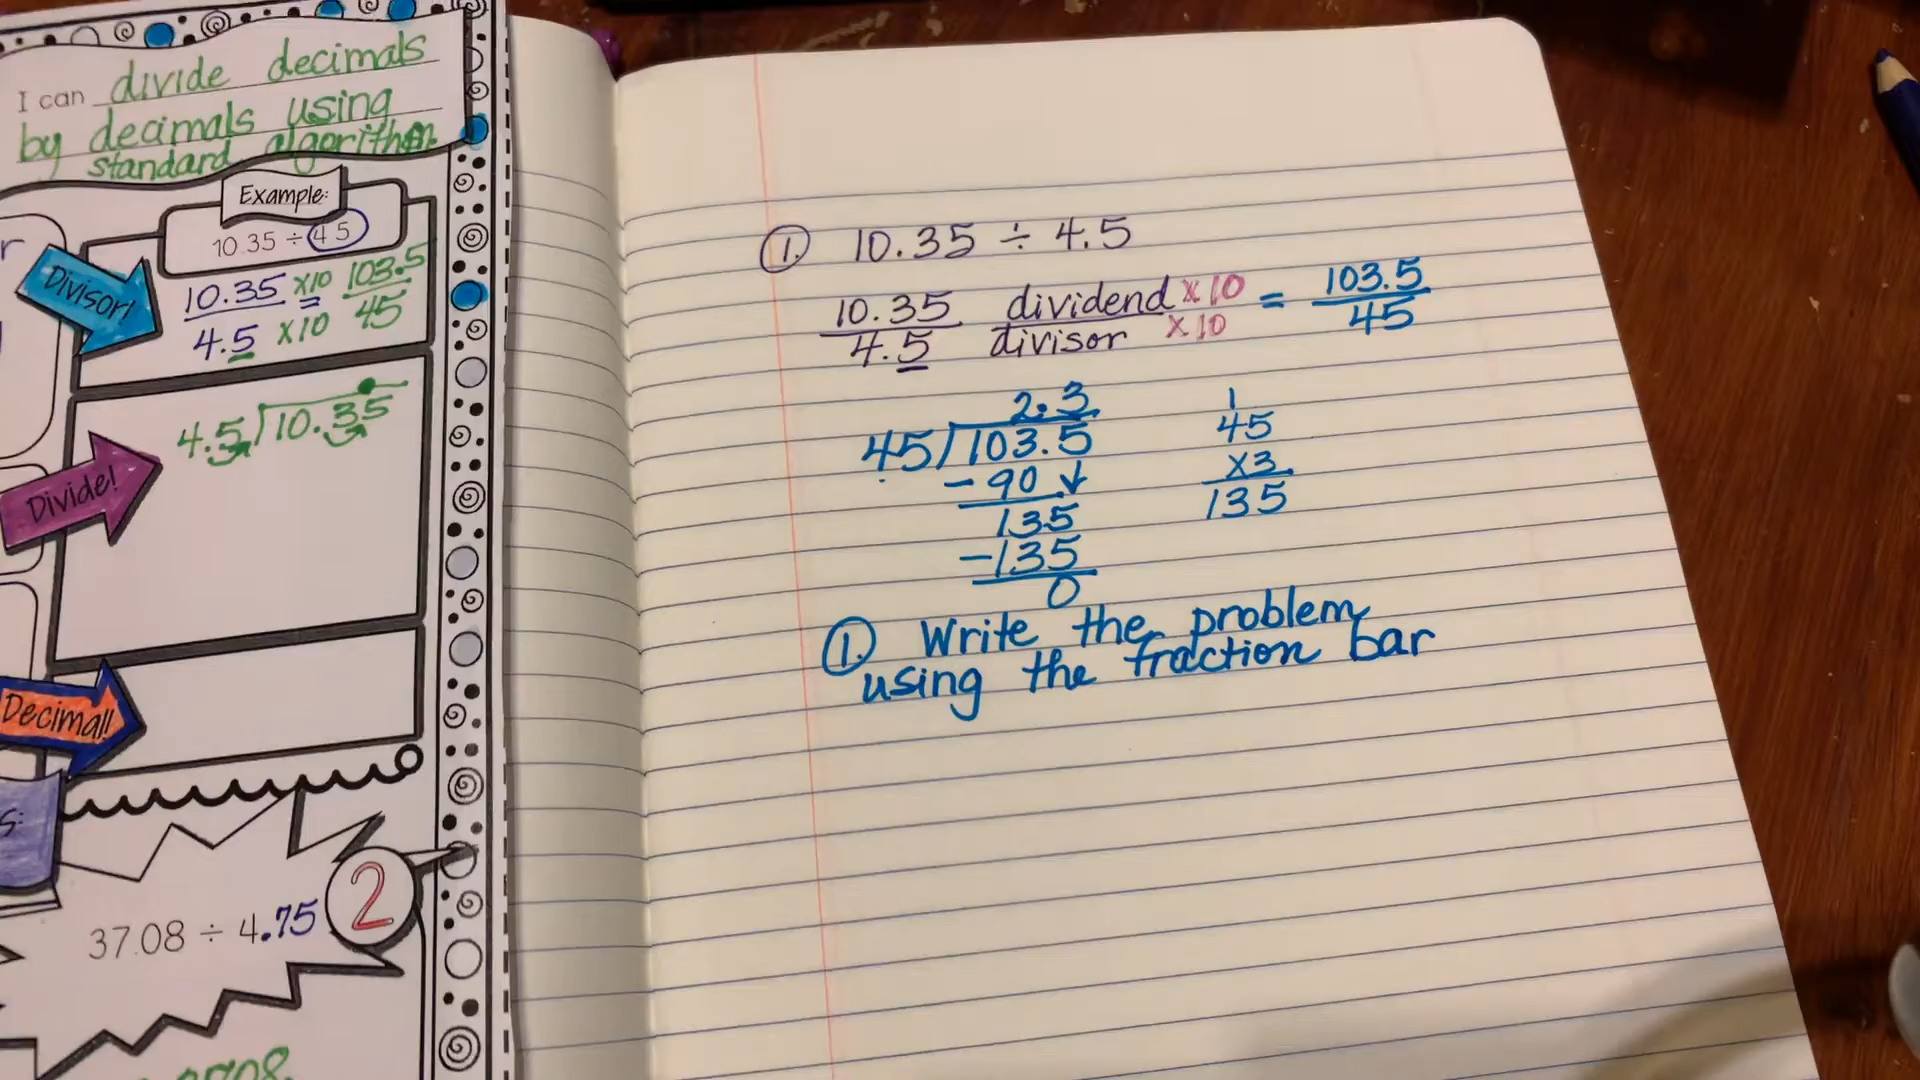 I can divide decimals
by decimals using
standard algorithm.
Example:
10.35 ÷ 4.5
Divisor!
10.35 x10 103.5
4.5 x10 45
=
4.5)10.35
Divide!
Decimal!
s:
37.08 ÷ 4.75
2
① 10.35 ÷ 4.5
10.35 dividend x10 = 103.5
4.5 divisor x10 45
2.3
45)103.5
-90
135
-135
0
1
45
x3
135
① Write the problem
using the fraction bar